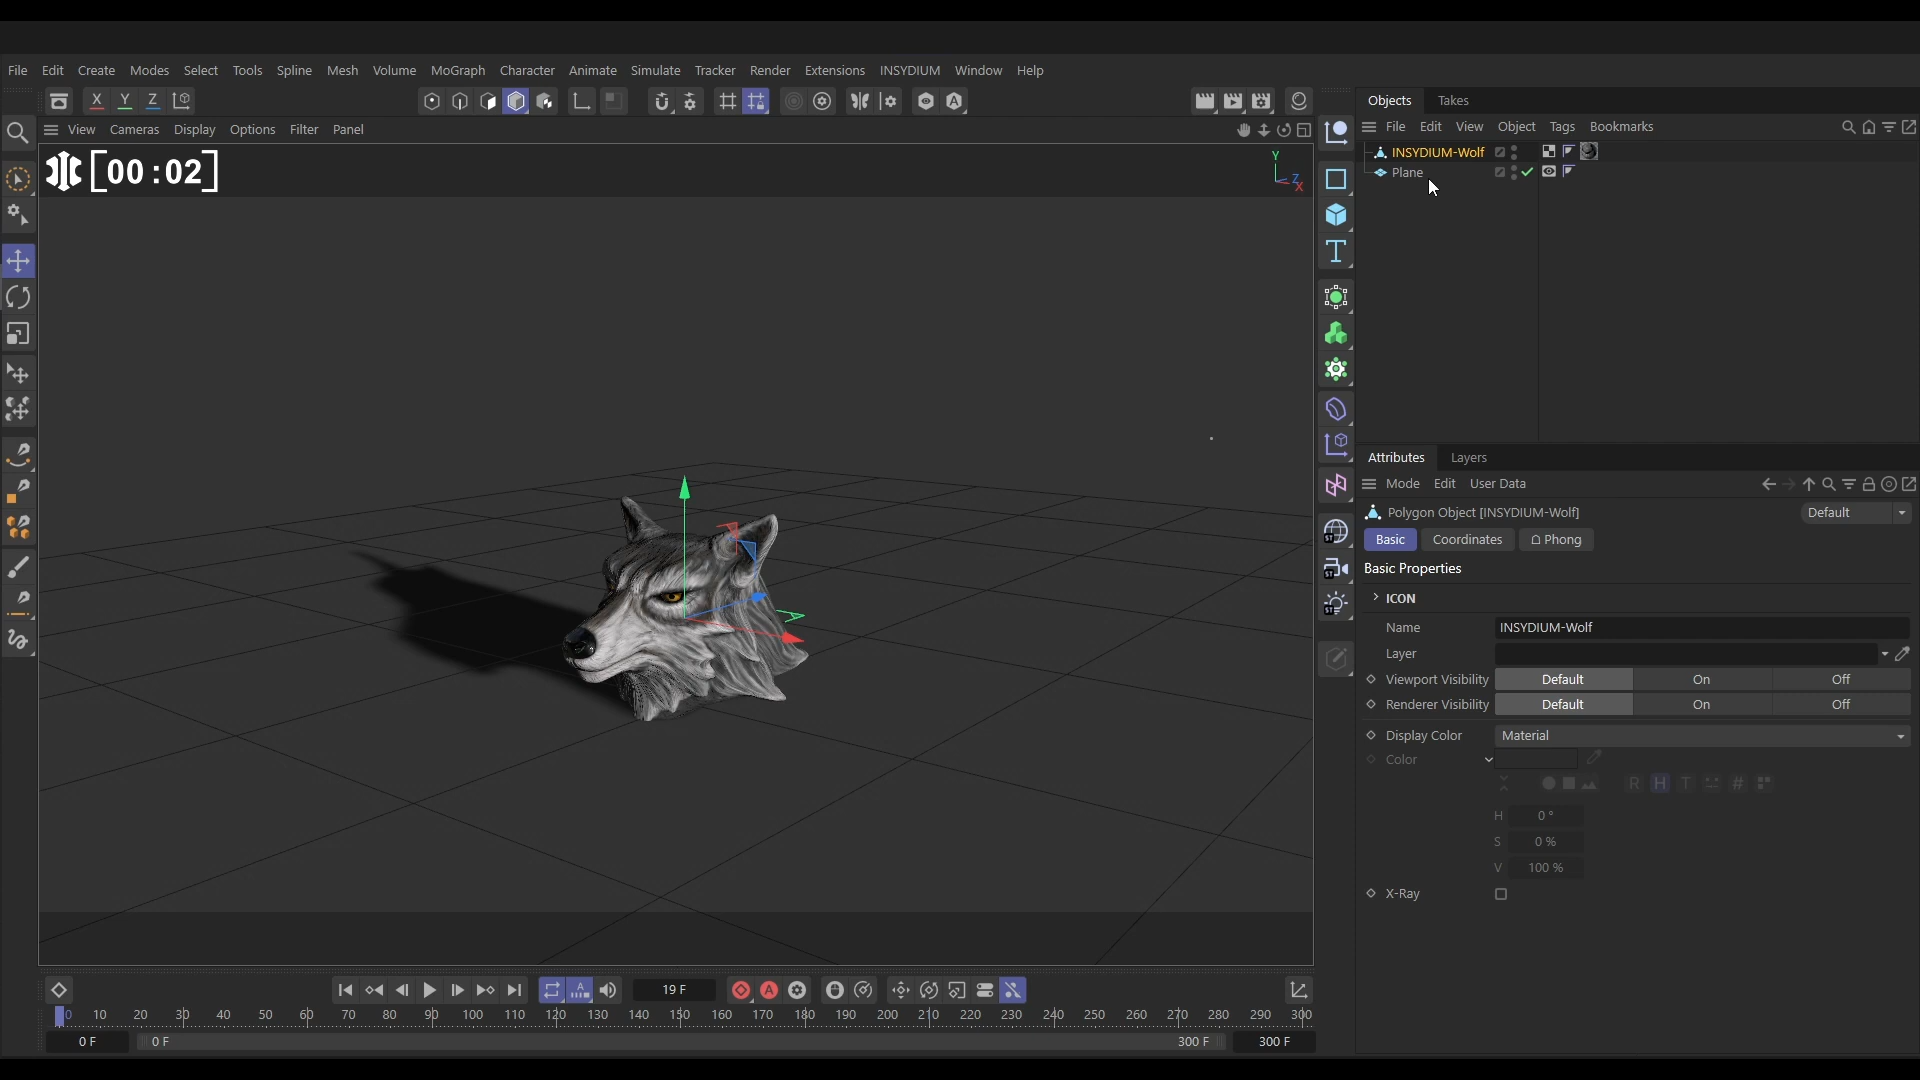 File Edit Create Modes Select Tools Spline Mesh Volume MoGraph Character Animate Simulate Tracker Render Extensions INSYDIUM Window Help
X Y Z
Objects Takes
View Cameras Display Options Filter Panel
File Edit View Object Tags Bookmarks
[00:02]
Y
Z
X
INSYDIUM-Wolf
Plane
T
Attributes Layers
Mode Edit User Data
Polygon Object [INSYDIUM-Wolf] Default
Basic Coordinates Phong
Basic Properties
ICON
Name INSYDIUM-Wolf
Layer
Viewport Visibility Default On Off
Renderer Visibility Default On Off
Display Color Material
Color
R H T #
H 0 °
S 0 %
V 100 %
X-Ray
ST
ST
ST
A 19 F A
0 10 20 30 40 50 60 70 80 90 100 110 120 130 140 150 160 170 180 190 200 210 220 230 240 250 260 270 280 290 300
0 F 0 F 300 F 300 F